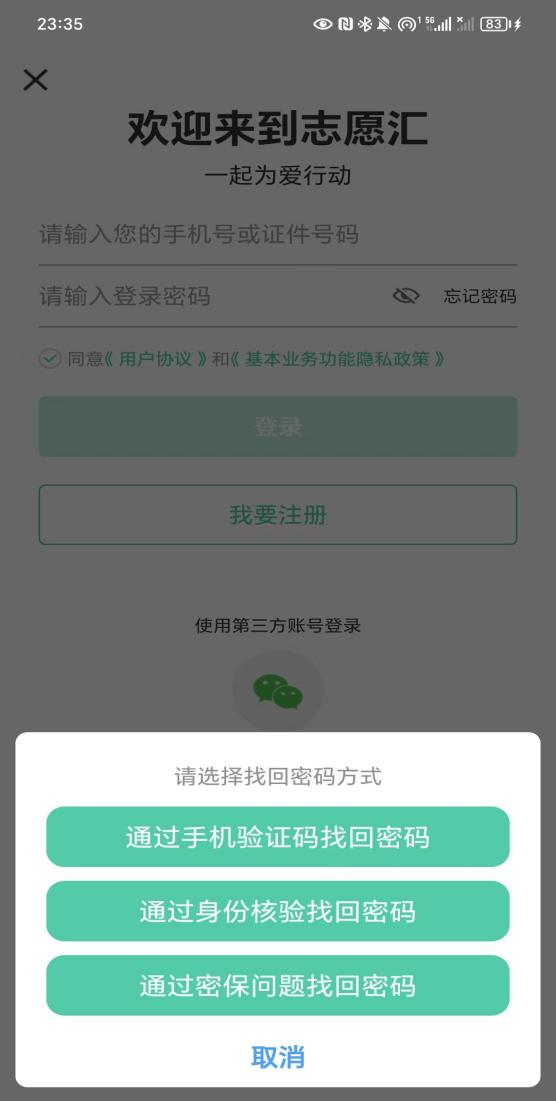 23:35
5G
83
欢迎来到志愿汇
一起为爱行动
请输入您的手机号或证件号码
请输入登录密码
忘记密码
同意《 用户协议 》和《 基本业务功能隐私政策 》
登录
我要注册
使用第三方账号登录
请选择找回密码方式
通过手机验证码找回密码
通过身份核验找回密码
通过密保问题找回密码
取消